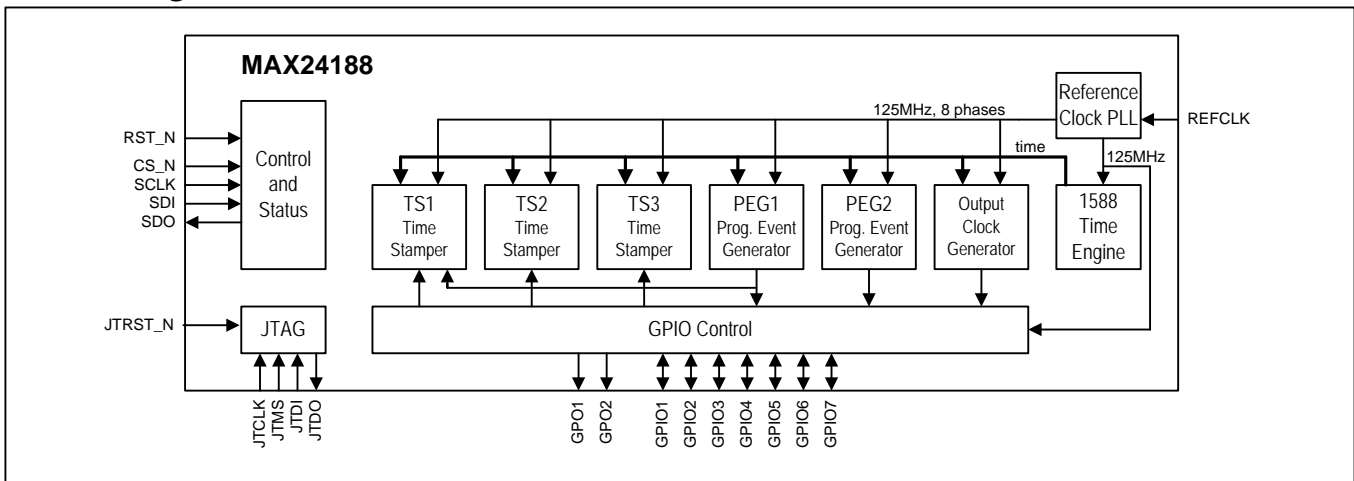 MAX24188
RST_N
CS_N
SCLK
SDI
SDO
Control
and
Status
125MHz, 8 phases
Reference
Clock PLL
REFCLK
time
125MHz
TS1
Time
Stamper
TS2
Time
Stamper
TS3
Time
Stamper
PEG1
Prog. Event
Generator
PEG2
Prog. Event
Generator
Output
Clock
Generator
1588
Time
Engine
JTRST_N
JTAG
GPIO Control
JTCLK
JTMS
JTDI
JTDO
GPO1
GPO2
GPIO1
GPIO2
GPIO3
GPIO4
GPIO5
GPIO6
GPIO7